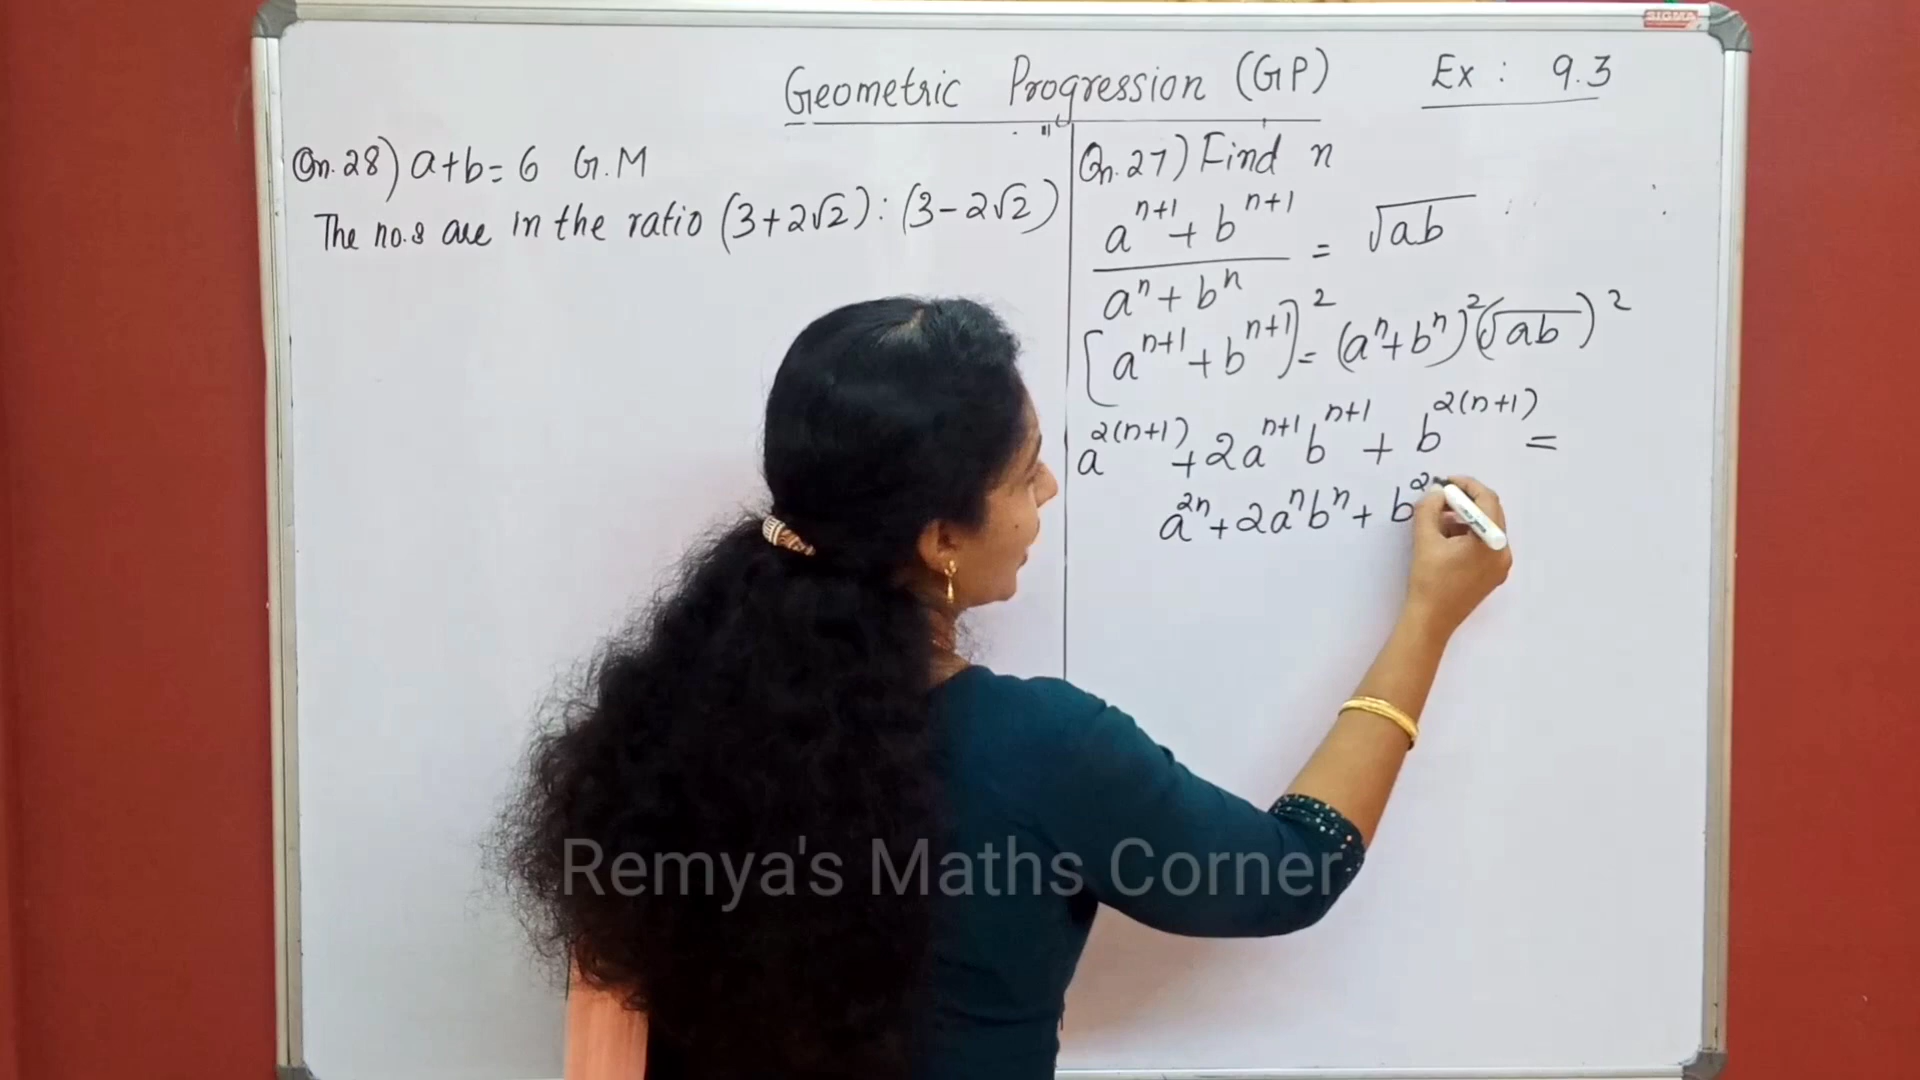 SIGMA
Geometric Progression (GP) Ex : 9.3
Qn.28) a+b= 6 G.M
The no.s are in the ratio (3+2√2) : (3-2√2)
Qn.27) Find n
a^{n+1} + b^{n+1} / a^n + b^n = √ab
[a^{n+1} + b^{n+1}]^2 = (a^n + b^n)^2 (√ab)^2
a^{2(n+1)} + 2a^{n+1} b^{n+1} + b^{2(n+1)} =
a^{2n} + 2a^n b^n + b^2
Remya's Maths Corner